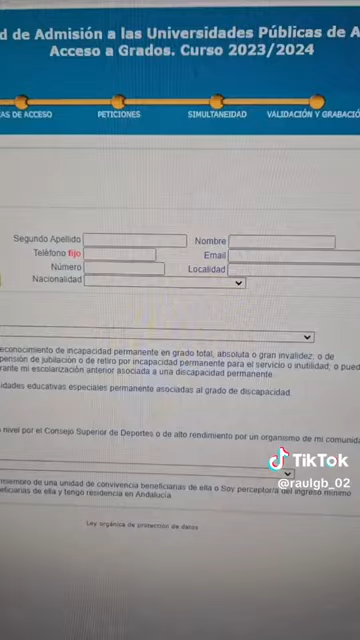 d de Admisión a las Universidades Públicas de A
Acceso a Grados. Curso 2023/2024
AS DE ACCESO PETICIONES SIMULTANEIDAD VALIDACIÓN Y GRABACIÓ
Segundo Apellido Nombre
Teléfono fijo Email
Número Localidad
Nacionalidad
econocimiento de incapacidad permanente en grado total, absoluta o gran invalidez; o de
pensión de jubilación o de retiro por incapacidad permanente para el servicio o inutilidad; o pued
rante mi escolarización anterior asociada a una discapacidad permanente
idades educativas especiales permanente asociadas al grado de discapacidad
nivel por el Consejo Superior de Deportes o de alto rendimiento por un organismo de mi comunida
TikTok
@raulgb_02
miembro de una unidad de convivencia beneficiarias de ella o Soy perceptor/a del ingreso mínimo
eficiarias de ella y tengo residencia en Andalucía
Ley orgánica de protección de datos